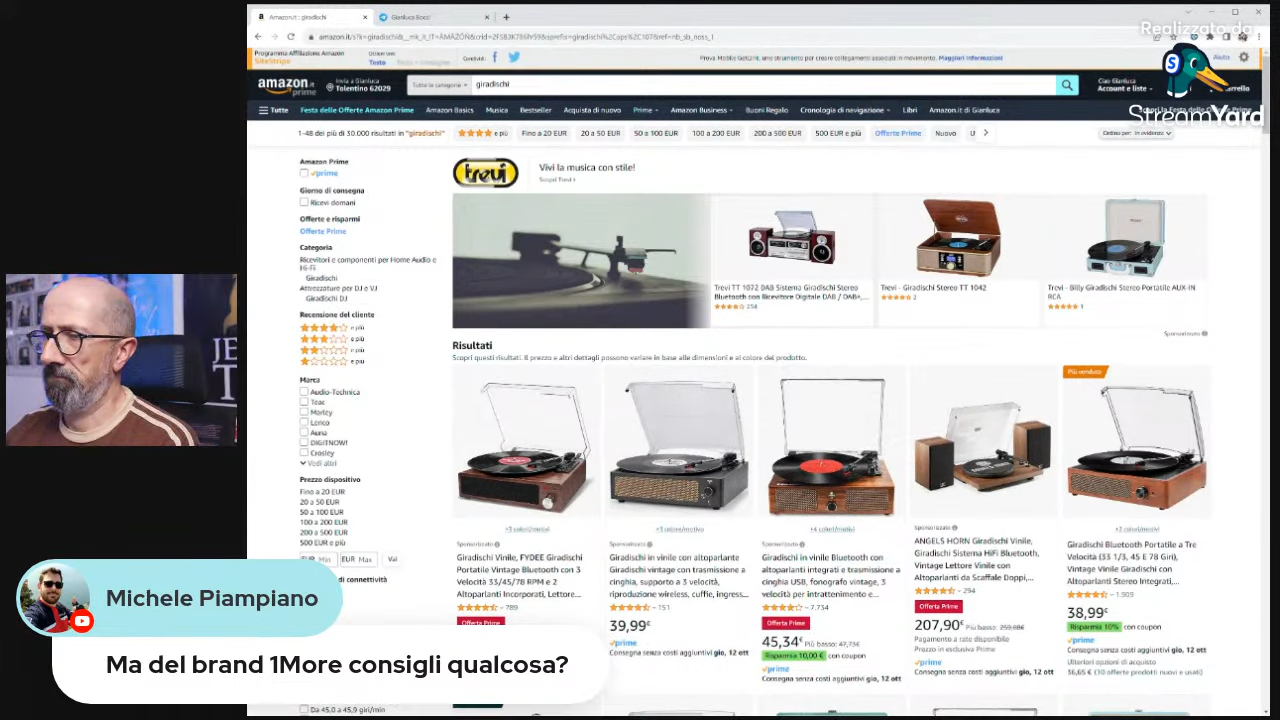 Amazon.it : giradischi
Gianluca Bocci
Realizzato da
StreamYard
Programma Affiliazione Amazon
SiteStripe
Testo
Condividi:
Prova Mobile GetLink, uno strumento per creare collegamenti associati in movimento. Maggiori informazioni
Aiuto
amazon.it
prime
Invia a Gianluca
Tolentino 62029
Tutte le categorie
giradischi
Ciao Gianluca
Account e liste
Tutte
Festa delle Offerte Amazon Prime
Amazon Basics
Musica
Bestseller
Acquista di nuovo
Prime
Amazon Business
Buoni Regalo
Cronologia di navigazione
Libri
Amazon.it di Gianluca
1-48 dei più di 30.000 risultati in "giradischi"
e più
Fino a 20 EUR
20 a 50 EUR
50 a 100 EUR
100 a 200 EUR
200 a 500 EUR
500 EUR e più
Offerte Prime
Nuovo
U
Ordina per: In evidenza
Amazon Prime
prime
Giorno di consegna
Ricevi domani
Offerte e risparmi
Offerte Prime
Categoria
Ricevitori e componenti per Home Audio e
Hi-Fi
Giradischi
Attrezzature per DJ e VJ
Giradischi DJ
Recensione del cliente
e più
e più
e più
e più
Marca
Audio-Technica
Teac
Marley
Lenco
Auna
DIGITNOW!
Crosley
Vedi altri
Prezzo dispositivo
Fino a 20 EUR
20 a 50 EUR
50 a 100 EUR
100 a 200 EUR
200 a 500 EUR
500 EUR e più
EUR Min
EUR Max
Vai
di connettività
Da 45,0 a 45,9 giri/min
trevi
Vivi la musica con stile!
Scopri Trevi
Trevi TT 1072 DAB Sistema Giradischi Stereo
Bluetooth con Ricevitore Digitale DAB / DAB+,...
254
Trevi - Giradischi Stereo TT 1042
2
Trevi - Billy Giradischi Stereo Portatile AUX-IN
RCA
1
Sponsorizzato
Risultati
Scopri questi risultati. Il prezzo e altri dettagli possono variare in base alle dimensioni e al colore del prodotto.
Più venduto
+3 colori/motivi
Sponsorizzato
Giradischi Vinile, FYDEE Giradischi
Portatile Vintage Bluetooth con 3
Velocità 33/45/78 RPM e 2
Altoparlanti Incorporati, Lettore...
789
Offerta Prime
+3 colori/motivi
Sponsorizzato
Giradischi in vinile con altoparlante
Giradischi vintage con trasmissione a
cinghia, supporto a 3 velocità,
riproduzione wireless, cuffie, ingress...
151
39,99€
prime
Consegna senza costi aggiuntivi gio, 12 ott
+4 colori/motivi
Sponsorizzato
Giradischi in vinile Bluetooth con
altoparlanti integrati e trasmissione a
cinghia USB, fonografo vintage, 3
velocità per intrattenimento e...
7.734
Offerta Prime
45,34€ Più basso: 47,73€
Risparmia 10,00 € con coupon
prime
Consegna senza costi aggiuntivi gio, 12 ott
Sponsorizzato
ANGELS HORN Giradischi Vinile,
Giradischi Sistema HiFi Bluetooth,
Vintage Lettore Vinile con
Altoparlanti da Scaffale Doppi,...
294
Offerta Prime
207,90€ Più basso: 259,88€
Pagamento a rate disponibile
Prezzo in esclusiva Prime
prime
Consegna senza costi aggiuntivi gio, 12 ott
+2 colori/motivi
Giradischi Bluetooth Portatile a Tre
Velocità (33 1/3, 45 E 78 Giri),
Vintage Vinile Giradischi con
Altoparlanti Stereo Integrati,...
1.909
38,99€
Risparmia 10% con coupon
prime
Consegna senza costi aggiuntivi gio, 12 ott
Ulteriori opzioni di acquisto
36,65 € (10 offerte prodotti nuovi e usati)
Michele Piampiano
Ma del brand 1More consigli qualcosa?